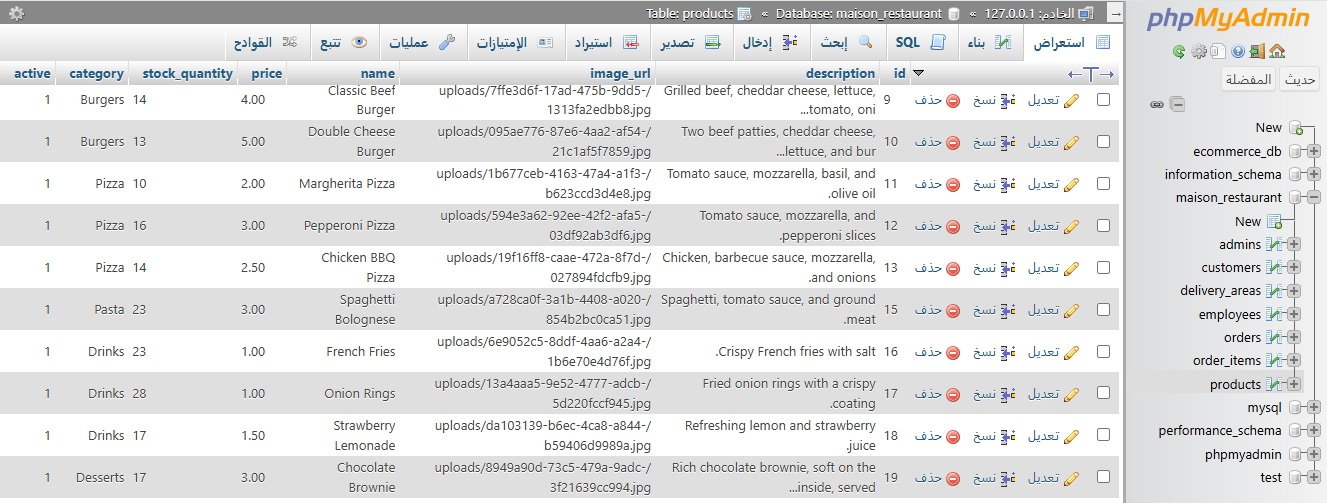 phpMyAdmin
حديث المفضلة
New
ecommerce_db
information_schema
maison_restaurant
New
admins
customers
delivery_areas
employees
orders
order_items
products
mysql
performance_schema
phpmyadmin
test
الخادم: 127.0.0.1 » Database: maison_restaurant » Table: products
استعراض بناء SQL إبحث إدخال تصدير استيراد الإمتيازات عمليات تتبع القوادح
id description image_url name price stock_quantity category active
تعديل نسخ حذف 9 Grilled beef, cheddar cheese, lettuce, uploads/7ffe3d6f-17ad-475b-9dd5-/ Classic Beef 4.00 14 Burgers 1
...tomato, oni 1313fa2edbb8.jpg Burger
تعديل نسخ حذف 10 Two beef patties, cheddar cheese, uploads/095ae776-87e6-4aa2-af54-/ Double Cheese 5.00 13 Burgers 1
...lettuce, and bur 21c1af5f7859.jpg Burger
تعديل نسخ حذف 11 Tomato sauce, mozzarella, basil, and uploads/1b677ceb-4163-47a4-a1f3-/ Margherita Pizza 2.00 10 Pizza 1
.olive oil b623ccd3d4e8.jpg
تعديل نسخ حذف 12 Tomato sauce, mozzarella, and uploads/594e3a62-92ee-42f2-afa5-/ Pepperoni Pizza 3.00 16 Pizza 1
.pepperoni slices 03df92ab3df6.jpg
تعديل نسخ حذف 13 Chicken, barbecue sauce, mozzarella, uploads/19f16ff8-caae-472a-8f7d-/ Chicken BBQ 2.50 14 Pizza 1
.and onions 027894fdcfb9.jpg Pizza
تعديل نسخ حذف 15 Spaghetti, tomato sauce, and ground uploads/a728ca0f-3a1b-4408-a020-/ Spaghetti 3.00 23 Pasta 1
.meat 854b2bc0ca51.jpg Bolognese
تعديل نسخ حذف 16 .Crispy French fries with salt uploads/6e9052c5-8ddf-4aa6-a2a4-/ French Fries 1.00 23 Drinks 1
1b6e70e4d76f.jpg
تعديل نسخ حذف 17 Fried onion rings with a crispy uploads/13a4aaa5-9e52-4777-adcb-/ Onion Rings 1.00 28 Drinks 1
.coating 5d220fccf945.jpg
تعديل نسخ حذف 18 Refreshing lemon and strawberry uploads/da103139-b6ec-4ca8-a844-/ Strawberry 1.50 17 Drinks 1
.juice b59406d9989a.jpg Lemonade
تعديل نسخ حذف 19 Rich chocolate brownie, soft on the uploads/8949a90d-73c5-479a-9adc-/ Chocolate 3.00 17 Desserts 1
...inside, served 3f21639cc994.jpg Brownie